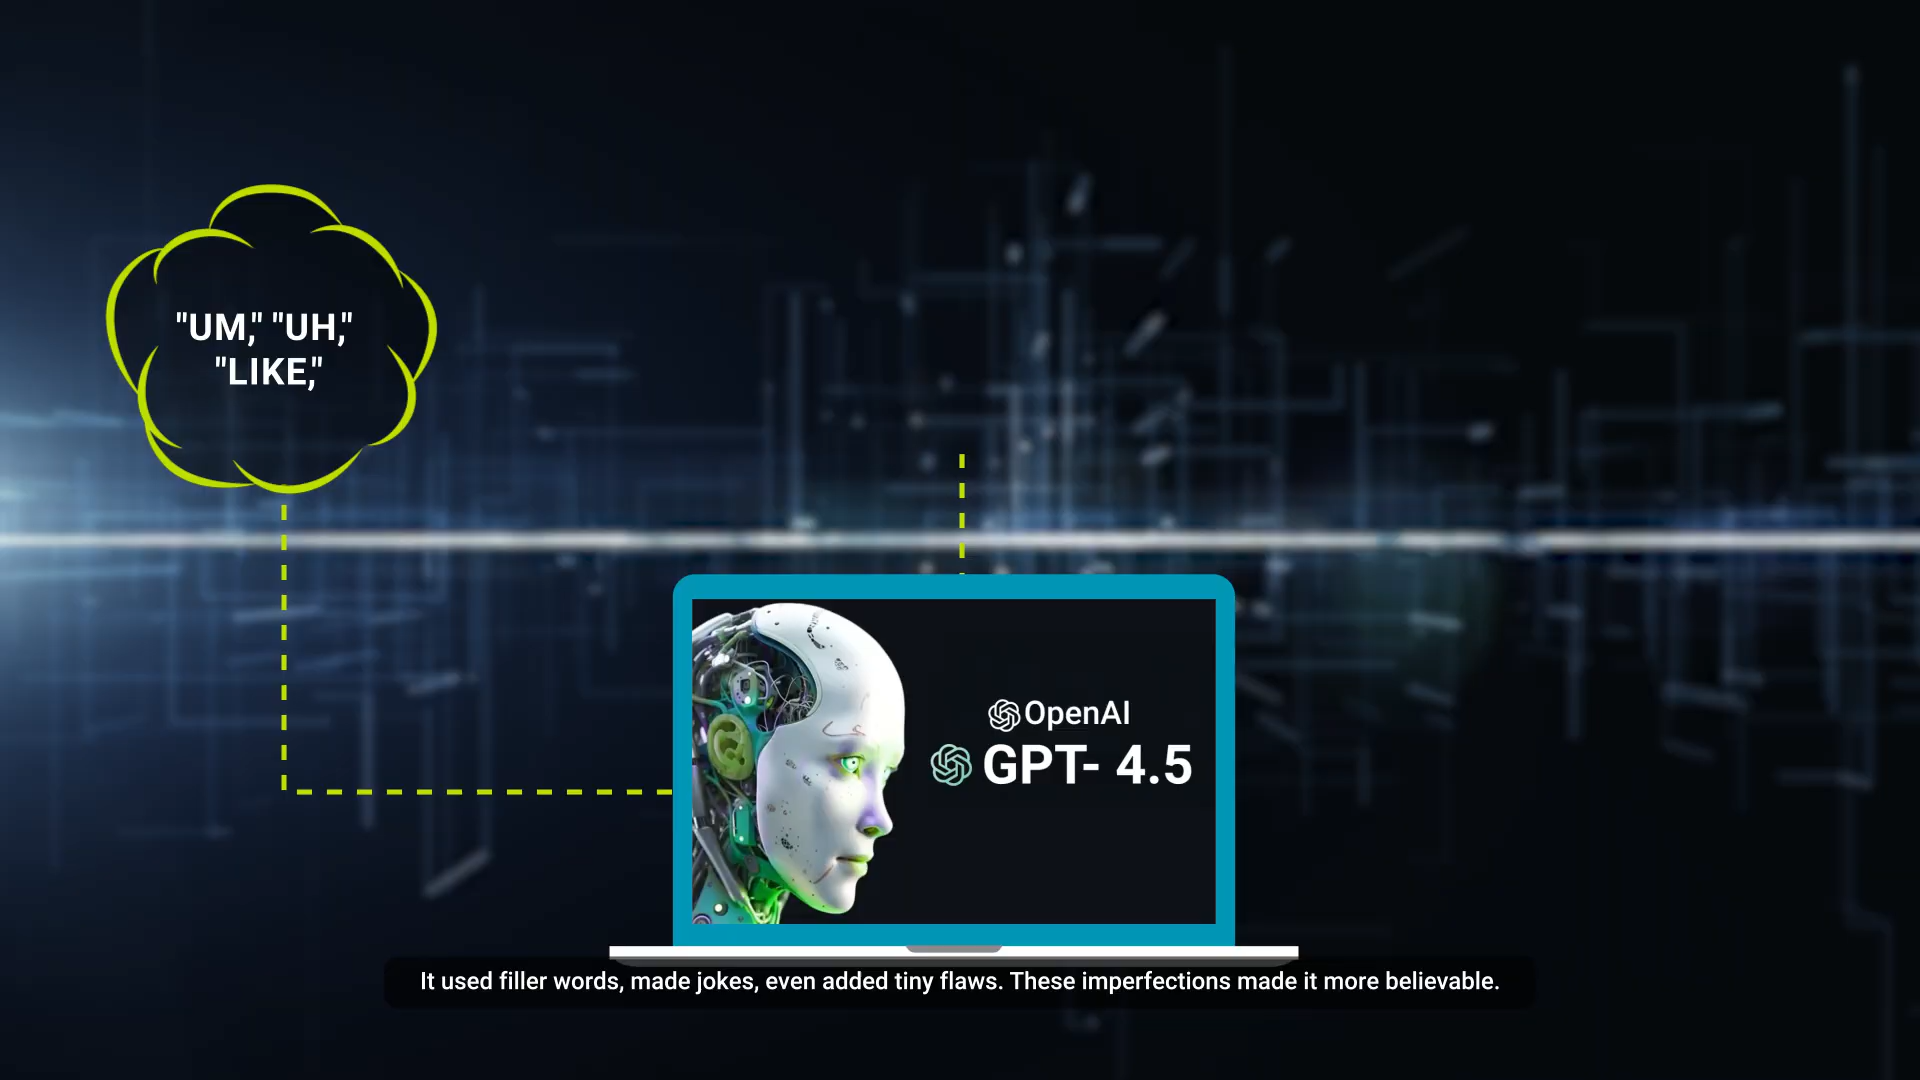 "UM," "UH,"
"LIKE,"
OpenAI
GPT- 4.5
It used filler words, made jokes, even added tiny flaws. These imperfections made it more believable.